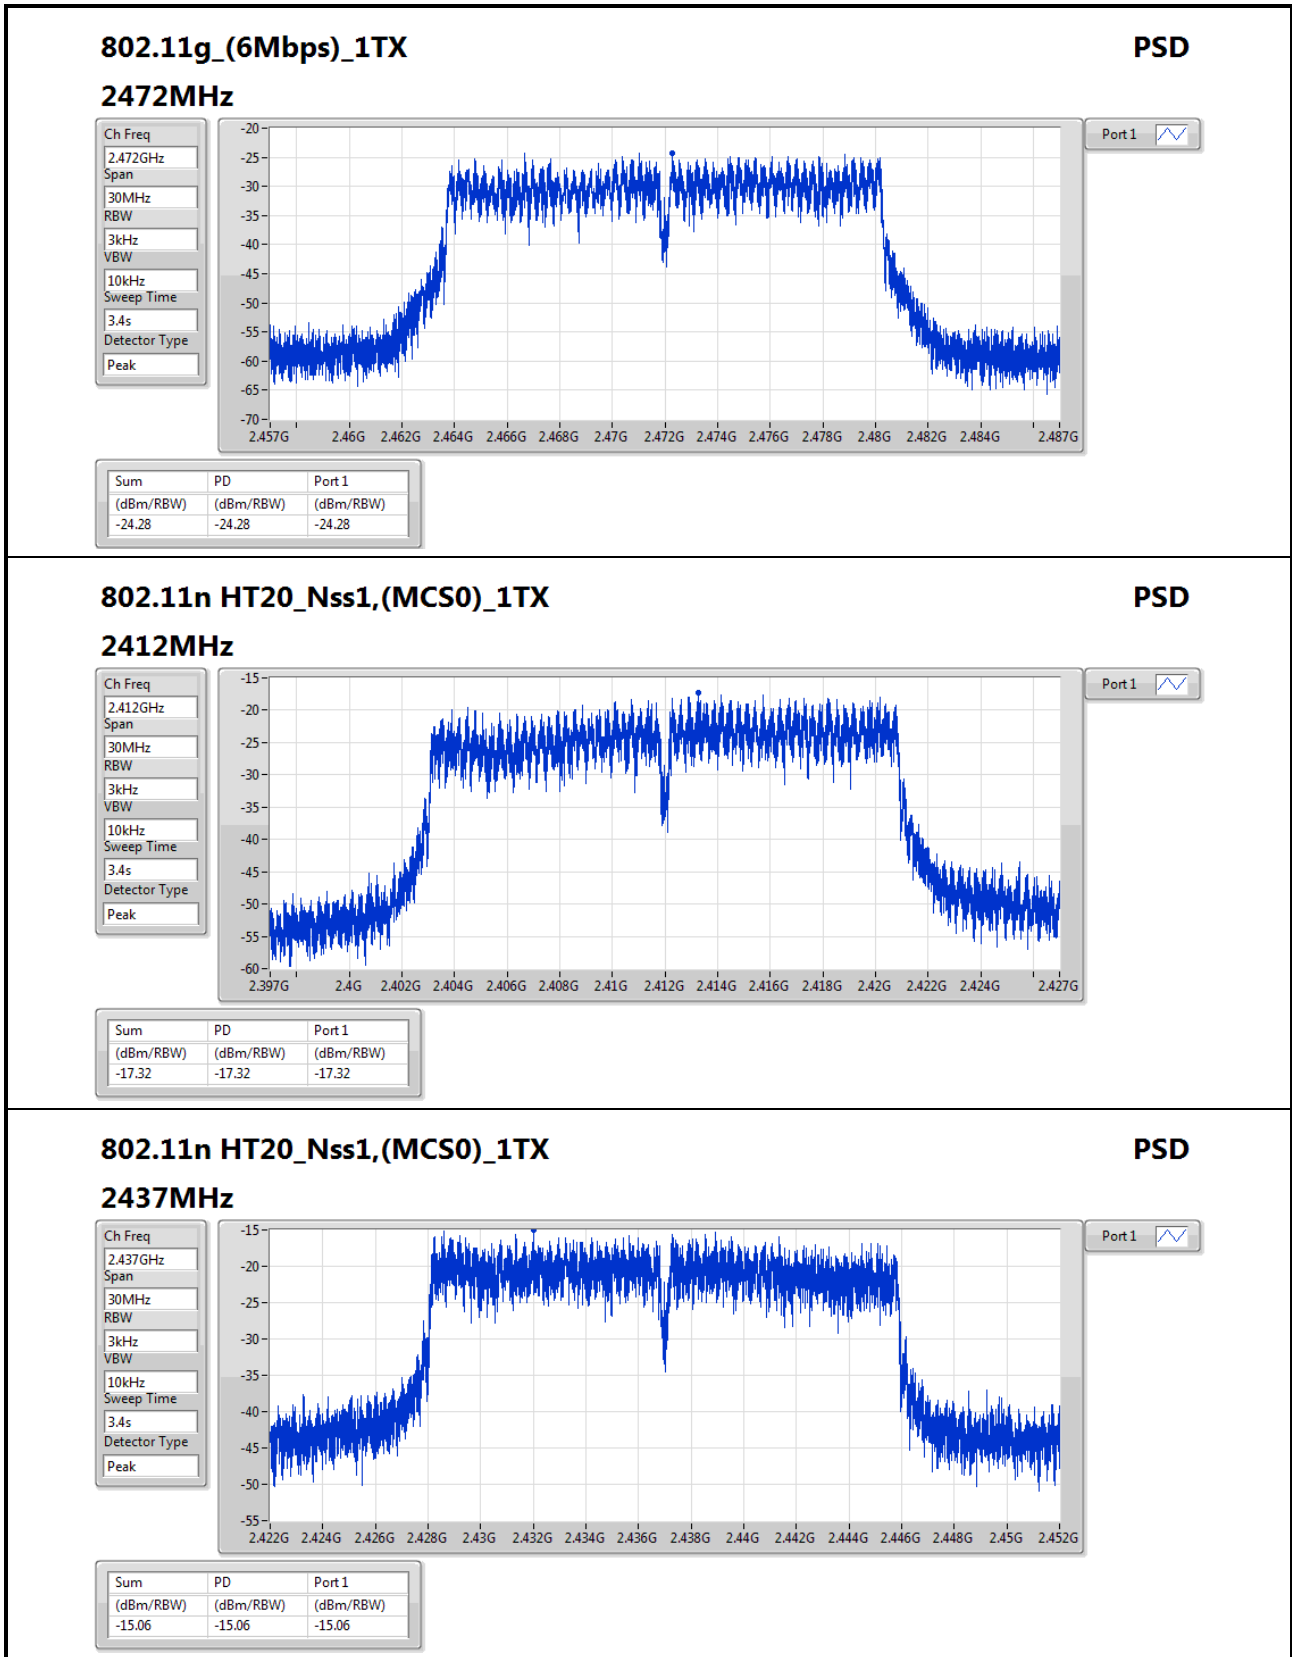 802.11g_(6Mbps)_1TX PSD
2472MHz
Ch Freq
2.472GHz
Span
30MHz
RBW
3kHz
VBW
10kHz
Sweep Time
3.4s
Detector Type
Peak
-20
-25
-30
-35
-40
-45
-50
-55
-60
-65
-70
2.457G 2.46G 2.462G 2.464G 2.466G 2.468G 2.47G 2.472G 2.474G 2.476G 2.478G 2.48G 2.482G 2.484G 2.487G
Port 1
Sum PD Port 1
(dBm/RBW) (dBm/RBW) (dBm/RBW)
-24.28 -24.28 -24.28
802.11n HT20_Nss1,(MCS0)_1TX PSD
2412MHz
Ch Freq
2.412GHz
Span
30MHz
RBW
3kHz
VBW
10kHz
Sweep Time
3.4s
Detector Type
Peak
-15
-20
-25
-30
-35
-40
-45
-50
-55
-60
2.397G 2.4G 2.402G 2.404G 2.406G 2.408G 2.41G 2.412G 2.414G 2.416G 2.418G 2.42G 2.422G 2.424G 2.427G
Port 1
Sum PD Port 1
(dBm/RBW) (dBm/RBW) (dBm/RBW)
-17.32 -17.32 -17.32
802.11n HT20_Nss1,(MCS0)_1TX PSD
2437MHz
Ch Freq
2.437GHz
Span
30MHz
RBW
3kHz
VBW
10kHz
Sweep Time
3.4s
Detector Type
Peak
-15
-20
-25
-30
-35
-40
-45
-50
-55
2.422G 2.424G 2.426G 2.428G 2.43G 2.432G 2.434G 2.436G 2.438G 2.44G 2.442G 2.444G 2.446G 2.448G 2.45G 2.452G
Port 1
Sum PD Port 1
(dBm/RBW) (dBm/RBW) (dBm/RBW)
-15.06 -15.06 -15.06